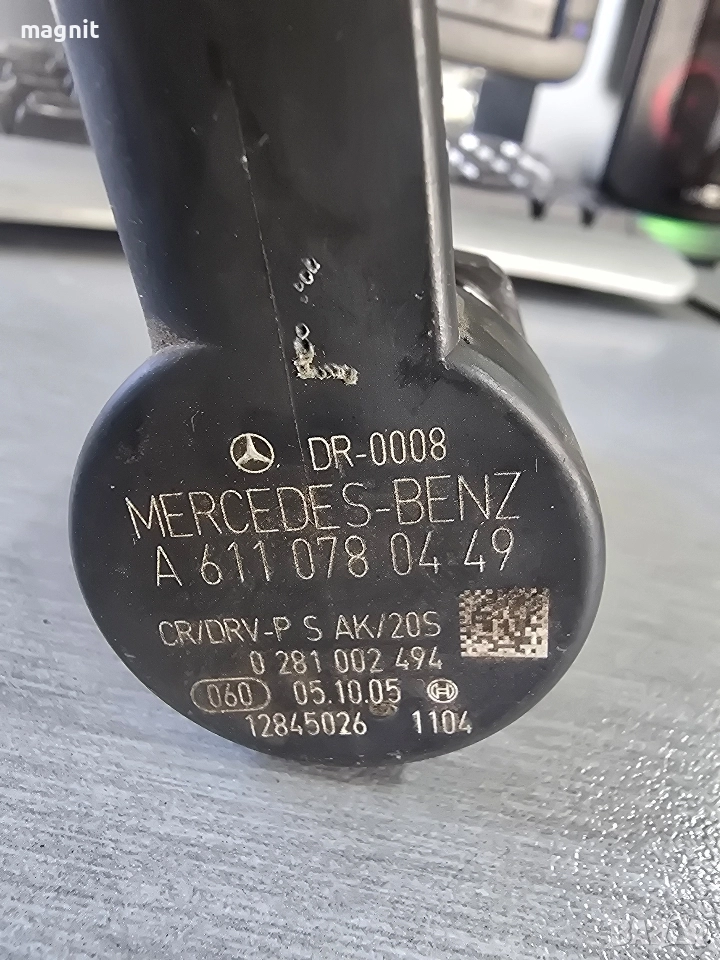 magnit
DR-0008
MERCEDES-BENZ
A 611 078 04 49
CR/DRV-P S AK/20S
0 281 002 494
060 05.10.05
12845026 1104